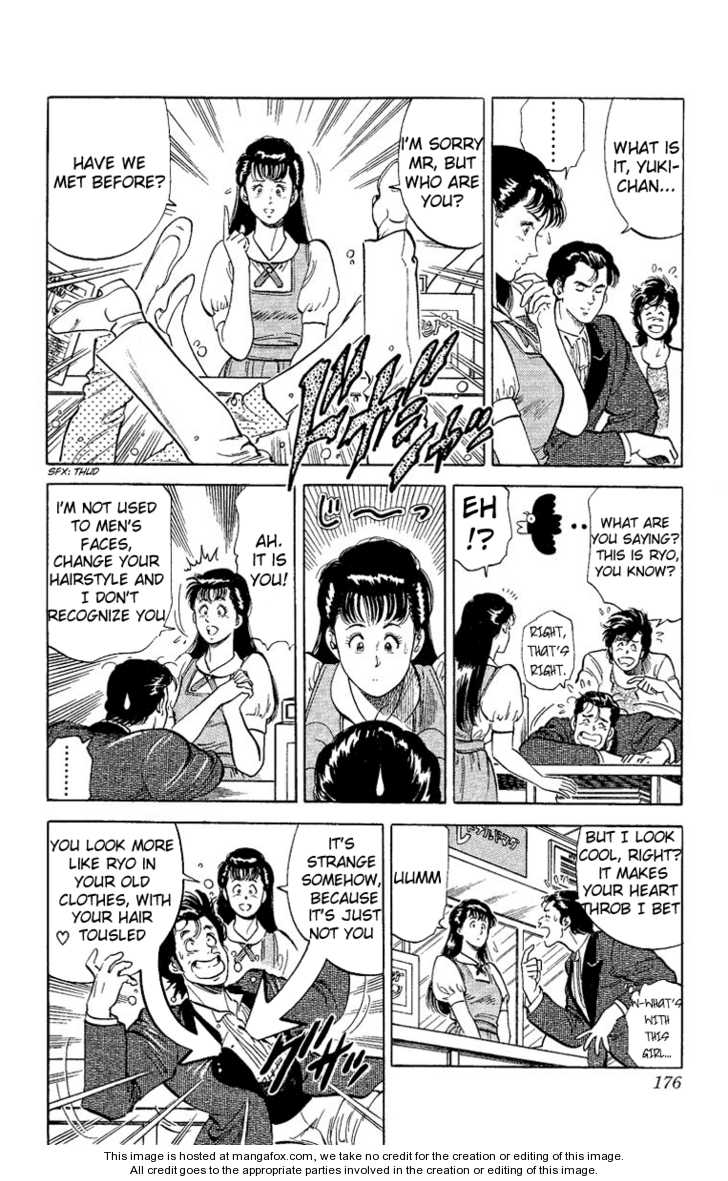 WHAT IS
IT, YUKI-
CHAN...
..........
I'M SORRY
MR, BUT
WHO ARE
YOU?
HAVE WE
MET BEFORE?
SFX: THUD
WHAT ARE
YOU SAYING?
THIS IS RYO,
YOU KNOW?
RIGHT,
THAT'S
RIGHT.
EH
!?
じ〜っ
AH.
IT IS
YOU!
I'M NOT USED
TO MEN'S
FACES,
CHANGE YOUR
HAIRSTYLE AND
I DON'T
RECOGNIZE YOU
..........
BUT I LOOK
COOL, RIGHT?
IT MAKES
YOUR HEART
THROB I BET
UUMM
W-WHAT'S
WITH
THIS
GIRL...
IT'S
STRANGE
SOMEHOW,
BECAUSE
IT'S JUST
NOT YOU
YOU LOOK MORE
LIKE RYO IN
YOUR OLD
CLOTHES, WITH
YOUR HAIR
♡ TOUSLED
176
This image is hosted at mangafox.com, we take no credit for the creation or editing of this image.
All credit goes to the appropriate parties involved in the creation or editing of this image.